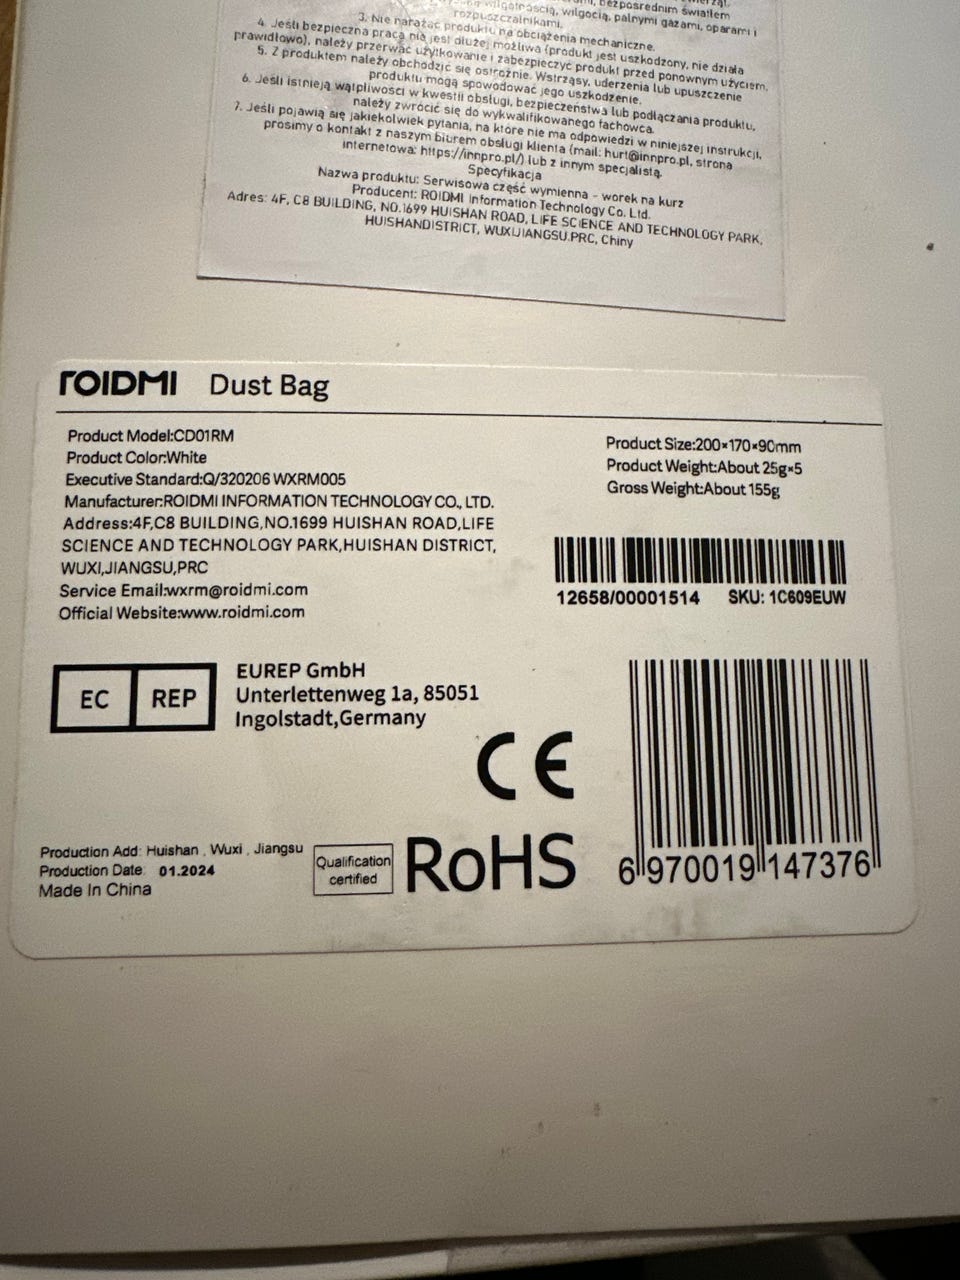 bezpośrednim światłem
wilgotnością, wilgocią, palnymi gazami, oparami i
rozpuszczalnikami.
3. Nie narażać produktu na obciążenia mechaniczne.
4. Jeśli bezpieczna praca nie jest dłużej możliwa (produkt jest uszkodzony, nie działa
prawidłowo), należy przerwać użytkowanie i zabezpieczyć produkt przed ponownym użyciem.
5. Z produktem należy obchodzić się ostrożnie. Wstrząsy, uderzenia lub upuszczenie
produktu mogą spowodować jego uszkodzenie.
6. Jeśli istnieją wątpliwości w kwestii obsługi, bezpieczeństwa lub podłączania produktu,
należy zwrócić się do wykwalifikowanego fachowca.
7. Jeśli pojawią się jakiekolwiek pytania, na które nie ma odpowiedzi w niniejszej instrukcji,
prosimy o kontakt z naszym biurem obsługi klienta (mail: hurt@innpro.pl, strona
internetowa: https://innpro.pl/) lub z innym specjalistą.
Specyfikacja
Nazwa produktu: Serwisowa część wymienna - worek na kurz
Producent: ROIDMI Information Technology Co. Ltd.
Adres: 4F, C8 BUILDING, NO.1699 HUISHAN ROAD, LIFE SCIENCE AND TECHNOLOGY PARK,
HUISHANDISTRICT, WUXIJIANGSU.PRC, Chiny
ROIDMI Dust Bag
Product Model:CD01RM
Product Color:White
Executive Standard:Q/320206 WXRM005
Manufacturer:ROIDMI INFORMATION TECHNOLOGY CO., LTD.
Address:4F,C8 BUILDING,NO.1699 HUISHAN ROAD,LIFE
SCIENCE AND TECHNOLOGY PARK,HUISHAN DISTRICT,
WUXI,JIANGSU,PRC
Service Email:wxrm@roidmi.com
Official Website:www.roidmi.com
Product Size:200×170×90mm
Product Weight:About 25g×5
Gross Weight:About 155g
12658/00001514 SKU: 1C609EUW
EC REP
EUREP GmbH
Unterlettenweg 1a, 85051
Ingolstadt,Germany
CE
RoHS
6 970019 147376
Production Add: Huishan , Wuxi , Jiangsu
Production Date: 01.2024
Made In China
Qualification
certified